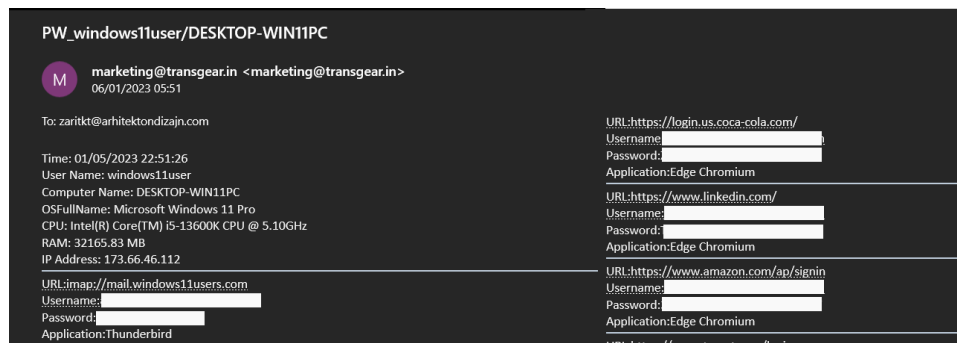 PW_windows11user/DESKTOP-WIN11PC
M
marketing@transgear.in <marketing@transgear.in>
06/01/2023 05:51
To: zaritkt@arhitektondizajn.com
Time: 01/05/2023 22:51:26
User Name: windows11user
Computer Name: DESKTOP-WIN11PC
OSFullName: Microsoft Windows 11 Pro
CPU: Intel(R) Core(TM) i5-13600K CPU @ 5.10GHz
RAM: 32165.83 MB
IP Address: 173.66.46.112
URL:imap://mail.windows11users.com
Username:
Password:
Application:Thunderbird
URL:https://login.us.coca-cola.com/
Username
Password:
Application:Edge Chromium
URL:https://www.linkedin.com/
Username:
Password:
Application:Edge Chromium
URL:https://www.amazon.com/ap/signin
Username:
Password:
Application:Edge Chromium